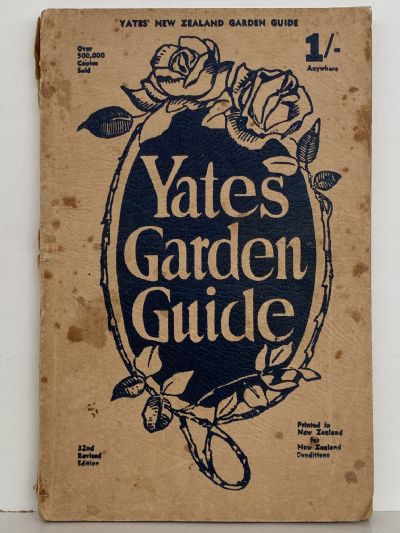 YATES' NEW ZEALAND GARDEN GUIDE
Over
500,000
Copies
Sold
1/-
Anywhere
Yates
Garden
Guide
32nd
Revised
Edition
Printed in
New Zealand
for
New Zealand
Conditions